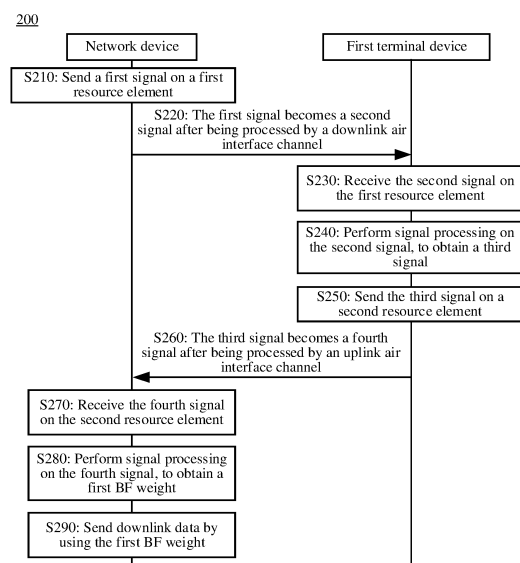 200
Network device
First terminal device
S210: Send a first signal on a first
resource element
S220: The first signal becomes a second
signal after being processed by a downlink air
interface channel
S230: Receive the second signal on
the first resource element
S240: Perform signal processing on
the second signal, to obtain a third
signal
S250: Send the third signal on a
second resource element
S260: The third signal becomes a fourth
signal after being processed by an uplink air
interface channel
S270: Receive the fourth signal
on the second resource element
S280: Perform signal processing
on the fourth signal, to obtain a
first BF weight
S290: Send downlink data by
using the first BF weight